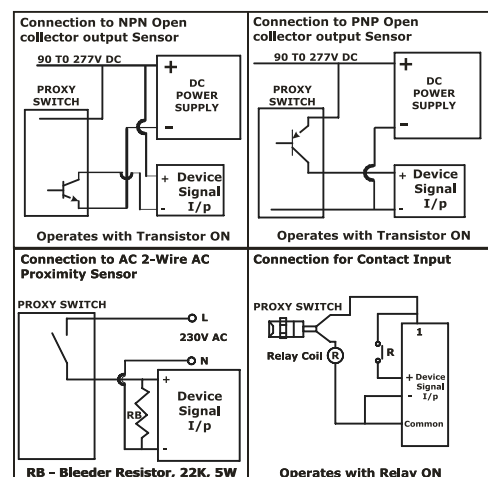 Connection to NPN Open
collector output Sensor
90 T0 277V DC
PROXY
SWITCH
+
DC
POWER
SUPPLY
-
+ Device
Signal
- I/p
Operates with Transistor ON
Connection to PNP Open
collector output Sensor
90 T0 277V DC
PROXY
SWITCH
+
DC
POWER
SUPPLY
-
+ Device
Signal
- I/p
Operates with Transistor ON
Connection to AC 2-Wire AC
Proximity Sensor
PROXY SWITCH
L
230V AC
N
+
Device
Signal
I/p
-
RB
RB - Bleeder Resistor, 22K, 5W
Connection for Contact Input
PROXY SWITCH
1
Relay Coil R
R
+ Device
Signal
- I/p
Common
Operates with Relay ON